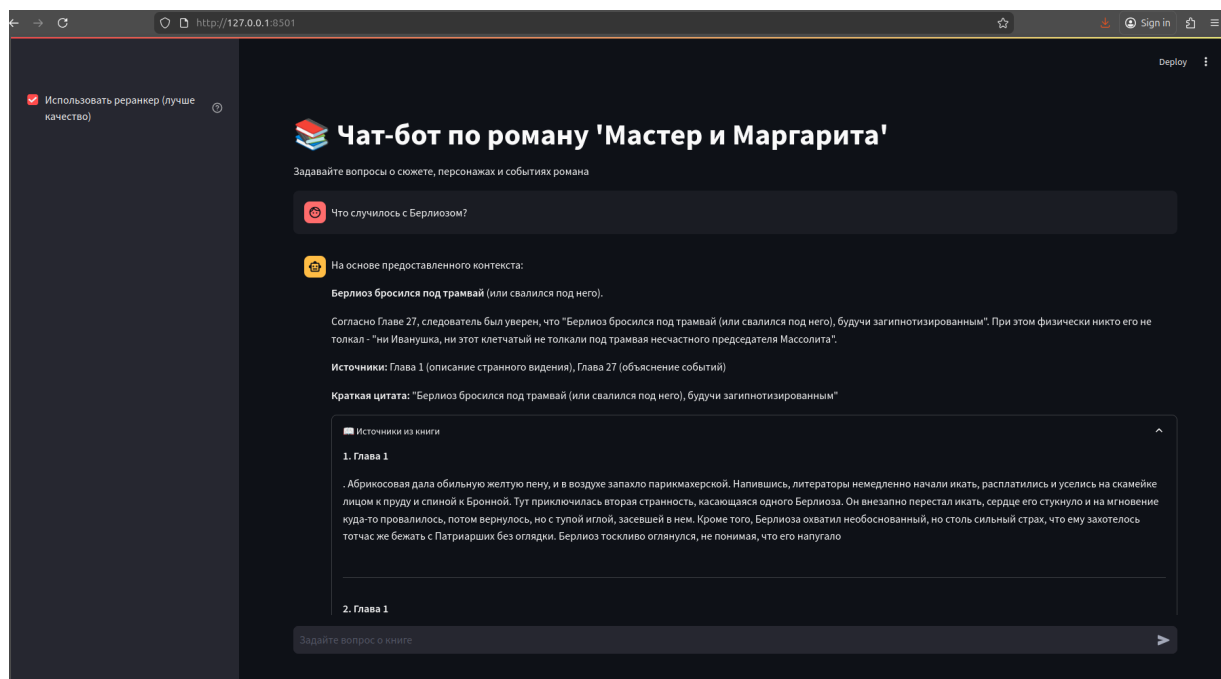 http://127.0.0.1:8501
Sign in
Deploy
Использовать реранкер (лучше
качество)
📚 Чат-бот по роману 'Мастер и Маргарита'
Задавайте вопросы о сюжете, персонажах и событиях романа
Что случилось с Берлиозом?
На основе предоставленного контекста:
Берлиоз бросился под трамвай (или свалился под него).
Согласно Главе 27, следователь был уверен, что "Берлиоз бросился под трамвай (или свалился под него), будучи загипнотизированным". При этом физически никто его не
толкал - "ни Иванушка, ни этот клетчатый не толкали под трамвая несчастного председателя Массолита".
Источники: Глава 1 (описание странного видения), Глава 27 (объяснение событий)
Краткая цитата: "Берлиоз бросился под трамвай (или свалился под него), будучи загипнотизированным"
📖 Источники из книги
1. Глава 1
. Абрикосовая дала обильную желтую пену, и в воздухе запахло парикмахерской. Напившись, литераторы немедленно начали икать, расплатились и уселись на скамейке
лицом к пруду и спиной к Бронной. Тут приключилась вторая странность, касающаяся одного Берлиоза. Он внезапно перестал икать, сердце его стукнуло и на мгновение
куда-то провалилось, потом вернулось, но с тупой иглой, засевшей в нем. Кроме того, Берлиоза охватил необоснованный, но столь сильный страх, что ему захотелось
тотчас же бежать с Патриарших без оглядки. Берлиоз тоскливо оглянулся, не понимая, что его напугало
2. Глава 1
Задайте вопрос о книге